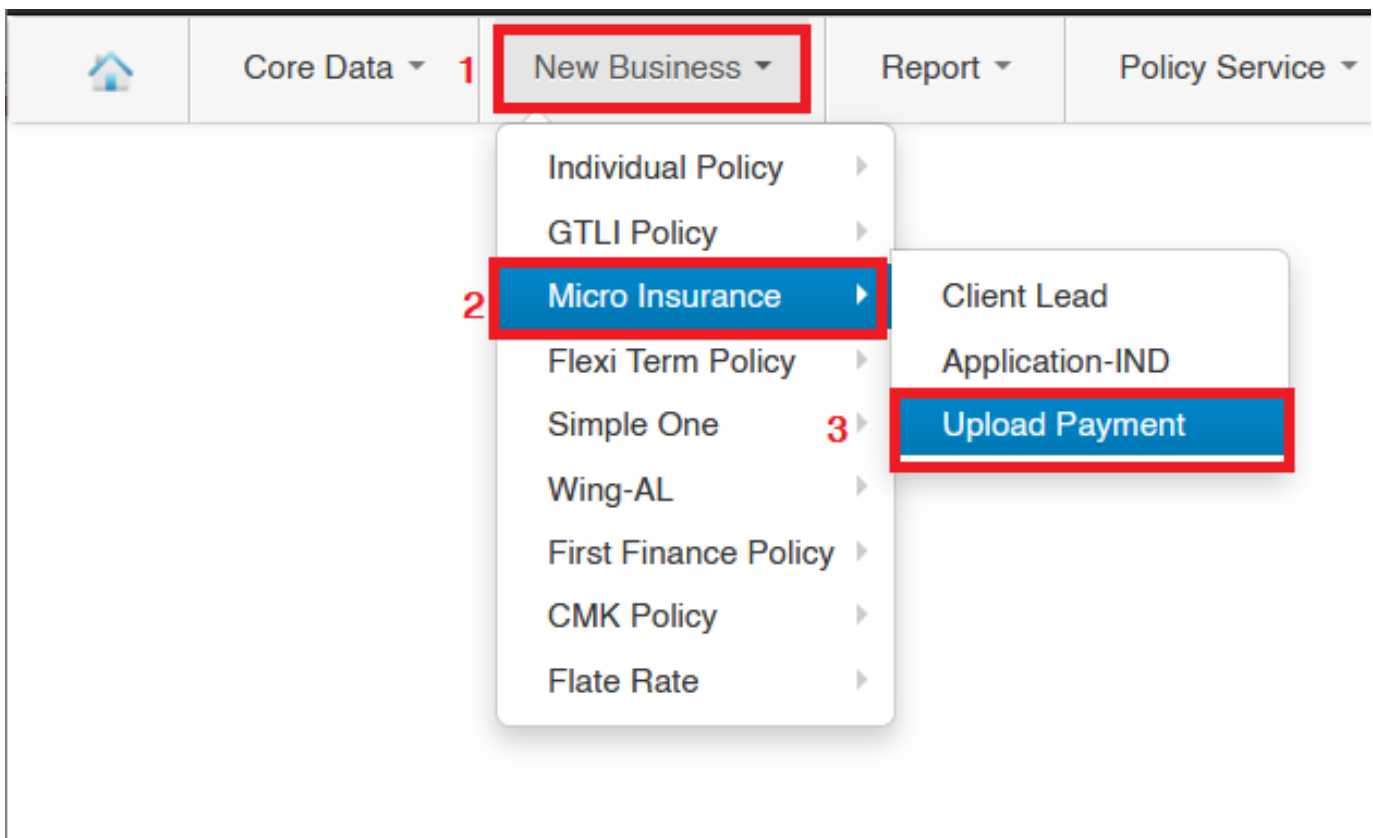 Core Data
1
New Business
Report
Policy Service
Individual Policy
GTLI Policy
2
Micro Insurance
Client Lead
Flexi Term Policy
Application-IND
Simple One
3
Upload Payment
Wing-AL
First Finance Policy
CMK Policy
Flate Rate